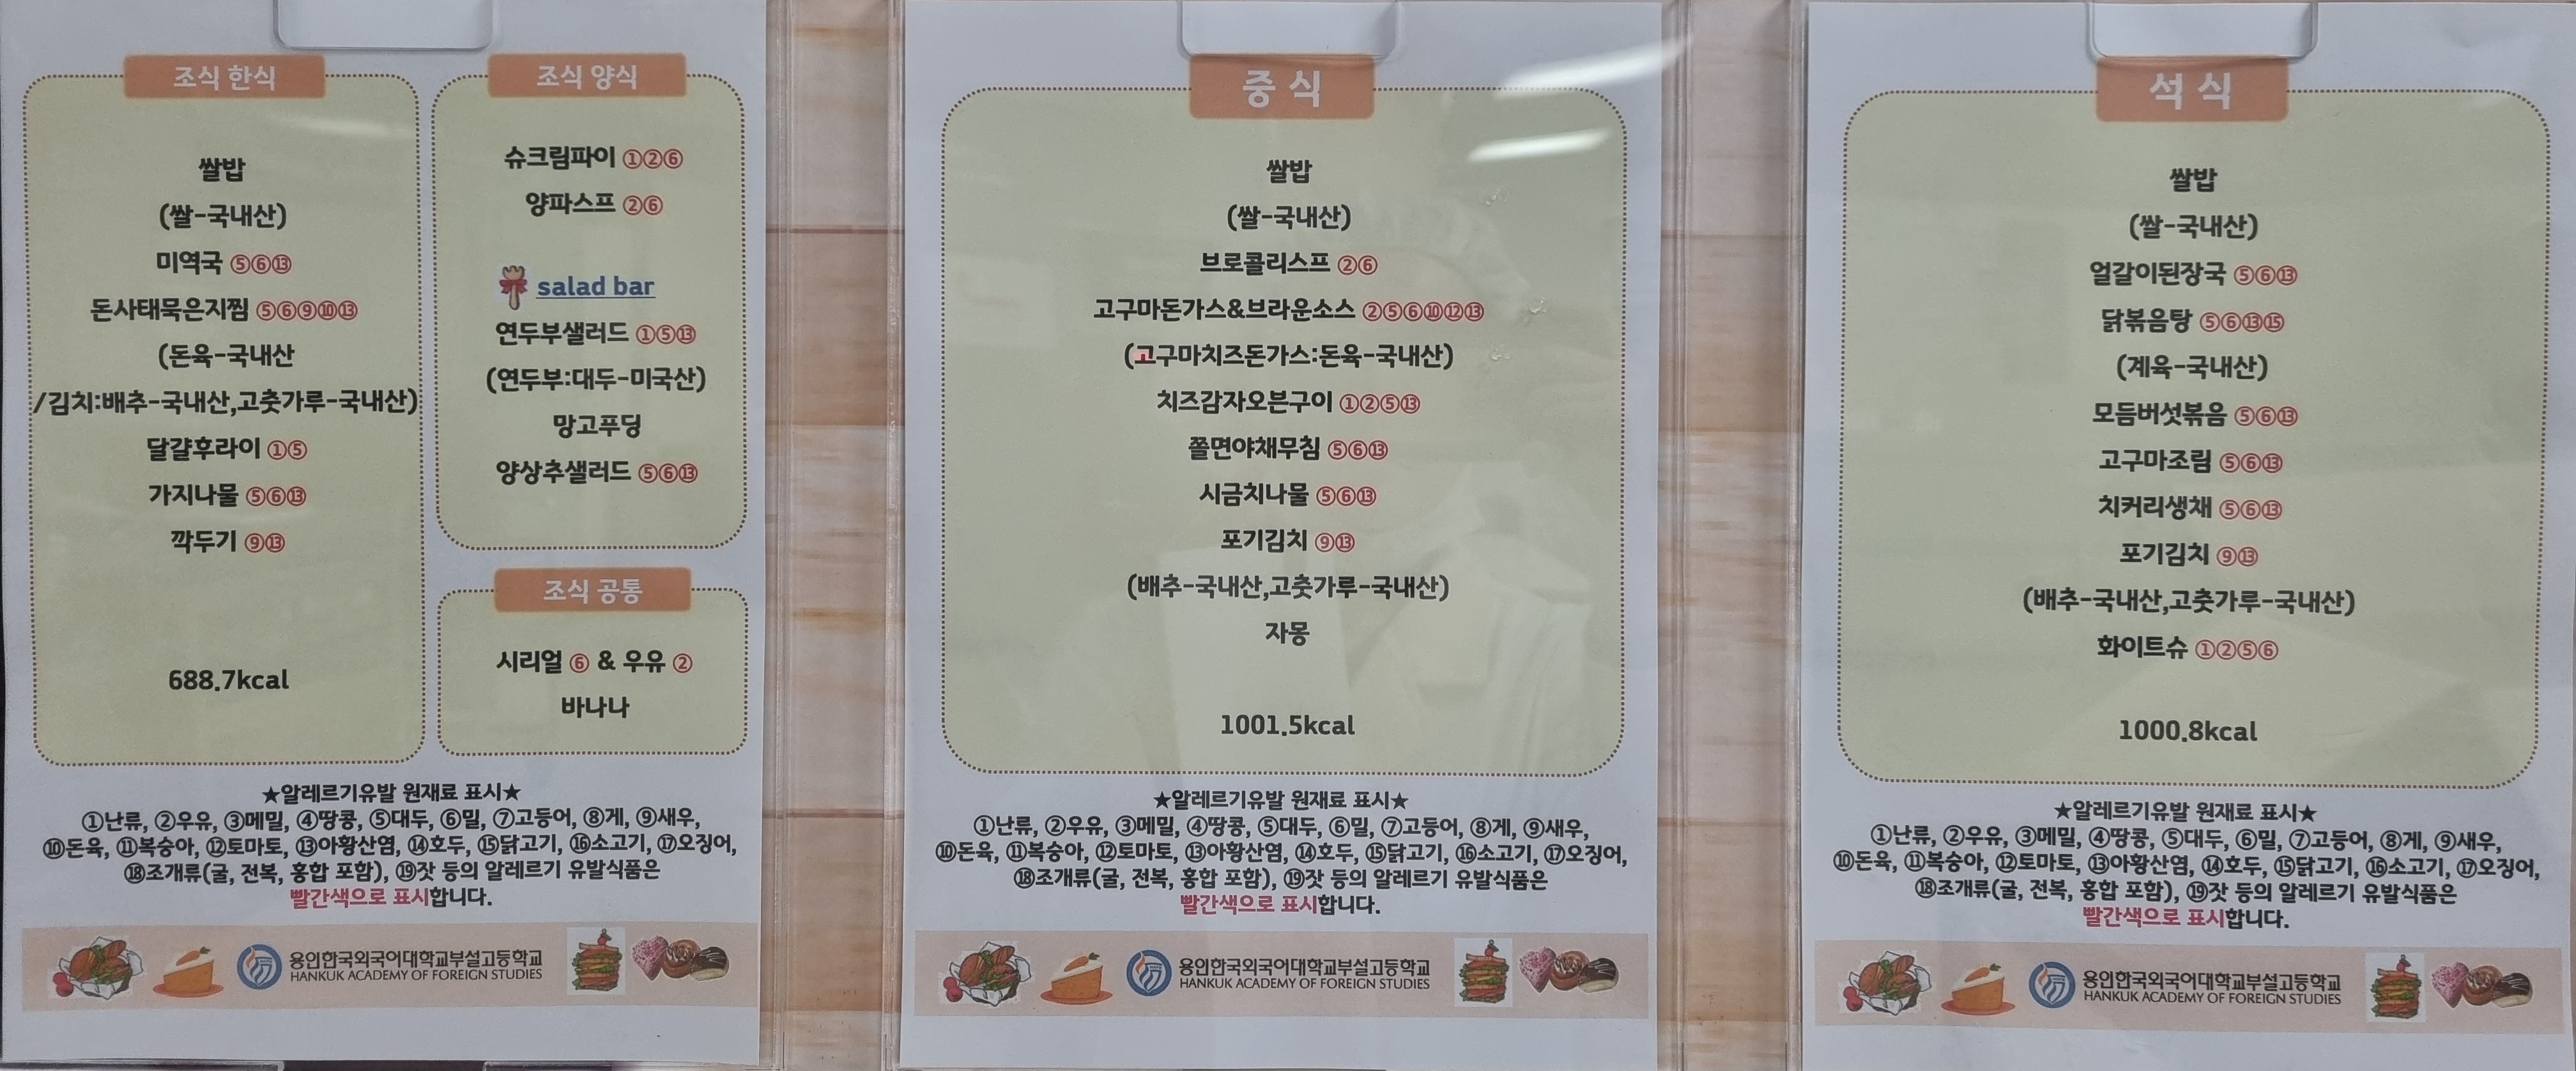 조식 한식
쌀밥
(쌀-국내산)
미역국 ⑤⑥⑬
돈사태묵은지찜 ⑤⑥⑨⑩⑬
(돈육-국내산
/김치:배추-국내산,고춧가루-국내산)
달걀후라이 ①⑤
가지나물 ⑤⑥⑬
깍두기 ⑨⑬
688.7kcal
조식 양식
슈크림파이 ①②⑥
양파스프 ②⑥
salad bar
연두부샐러드 ①⑤⑬
(연두부:대두-미국산)
망고푸딩
양상추샐러드 ⑤⑥⑬
조식 공통
시리얼 ⑥ & 우유 ②
바나나
★알레르기유발 원재료 표시★
①난류, ②우유, ③메밀, ④땅콩, ⑤대두, ⑥밀, ⑦고등어, ⑧게, ⑨새우,
⑩돈육, ⑪복숭아, ⑫토마토, ⑬아황산염, ⑭호두, ⑮닭고기, ⑯소고기, ⑰오징어,
⑱조개류(굴, 전복, 홍합 포함), ⑲잣 등의 알레르기 유발식품은
빨간색으로 표시합니다.
용인한국외국어대학교부설고등학교
HANKUK ACADEMY OF FOREIGN STUDIES
중 식
쌀밥
(쌀-국내산)
브로콜리스프 ②⑥
고구마돈가스&브라운소스 ②⑤⑥⑩⑫⑬
(고구마치즈돈가스:돈육-국내산)
치즈감자오븐구이 ①②⑤⑬
쫄면야채무침 ⑤⑥⑬
시금치나물 ⑤⑥⑬
포기김치 ⑨⑬
(배추-국내산,고춧가루-국내산)
자몽
1001.5kcal
★알레르기유발 원재료 표시★
①난류, ②우유, ③메밀, ④땅콩, ⑤대두, ⑥밀, ⑦고등어, ⑧게, ⑨새우,
⑩돈육, ⑪복숭아, ⑫토마토, ⑬아황산염, ⑭호두, ⑮닭고기, ⑯소고기, ⑰오징어,
⑱조개류(굴, 전복, 홍합 포함), ⑲잣 등의 알레르기 유발식품은
빨간색으로 표시합니다.
용인한국외국어대학교부설고등학교
HANKUK ACADEMY OF FOREIGN STUDIES
석 식
쌀밥
(쌀-국내산)
얼갈이된장국 ⑤⑥⑬
닭볶음탕 ⑤⑥⑬⑮
(계육-국내산)
모듬버섯볶음 ⑤⑥⑬
고구마조림 ⑤⑥⑬
치커리생채 ⑤⑥⑬
포기김치 ⑨⑬
(배추-국내산,고춧가루-국내산)
화이트슈 ①②⑤⑥
1000.8kcal
★알레르기유발 원재료 표시★
①난류, ②우유, ③메밀, ④땅콩, ⑤대두, ⑥밀, ⑦고등어, ⑧게, ⑨새우,
⑩돈육, ⑪복숭아, ⑫토마토, ⑬아황산염, ⑭호두, ⑮닭고기, ⑯소고기, ⑰오징어,
⑱조개류(굴, 전복, 홍합 포함), ⑲잣 등의 알레르기 유발식품은
빨간색으로 표시합니다.
용인한국외국어대학교부설고등학교
HANKUK ACADEMY OF FOREIGN STUDIES